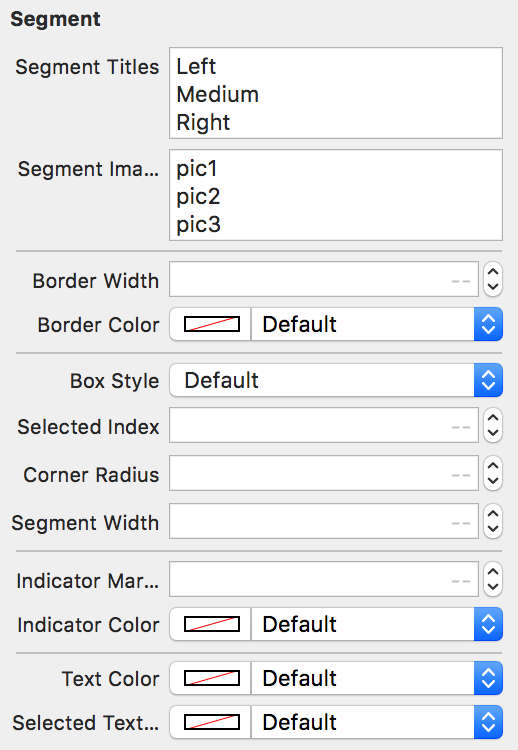 Segment
Segment Titles
Left
Medium
Right
Segment Ima...
pic1
pic2
pic3
Border Width
--
Border Color
Default
Box Style
Default
Selected Index
--
Corner Radius
--
Segment Width
--
Indicator Mar...
--
Indicator Color
Default
Text Color
Default
Selected Text...
Default